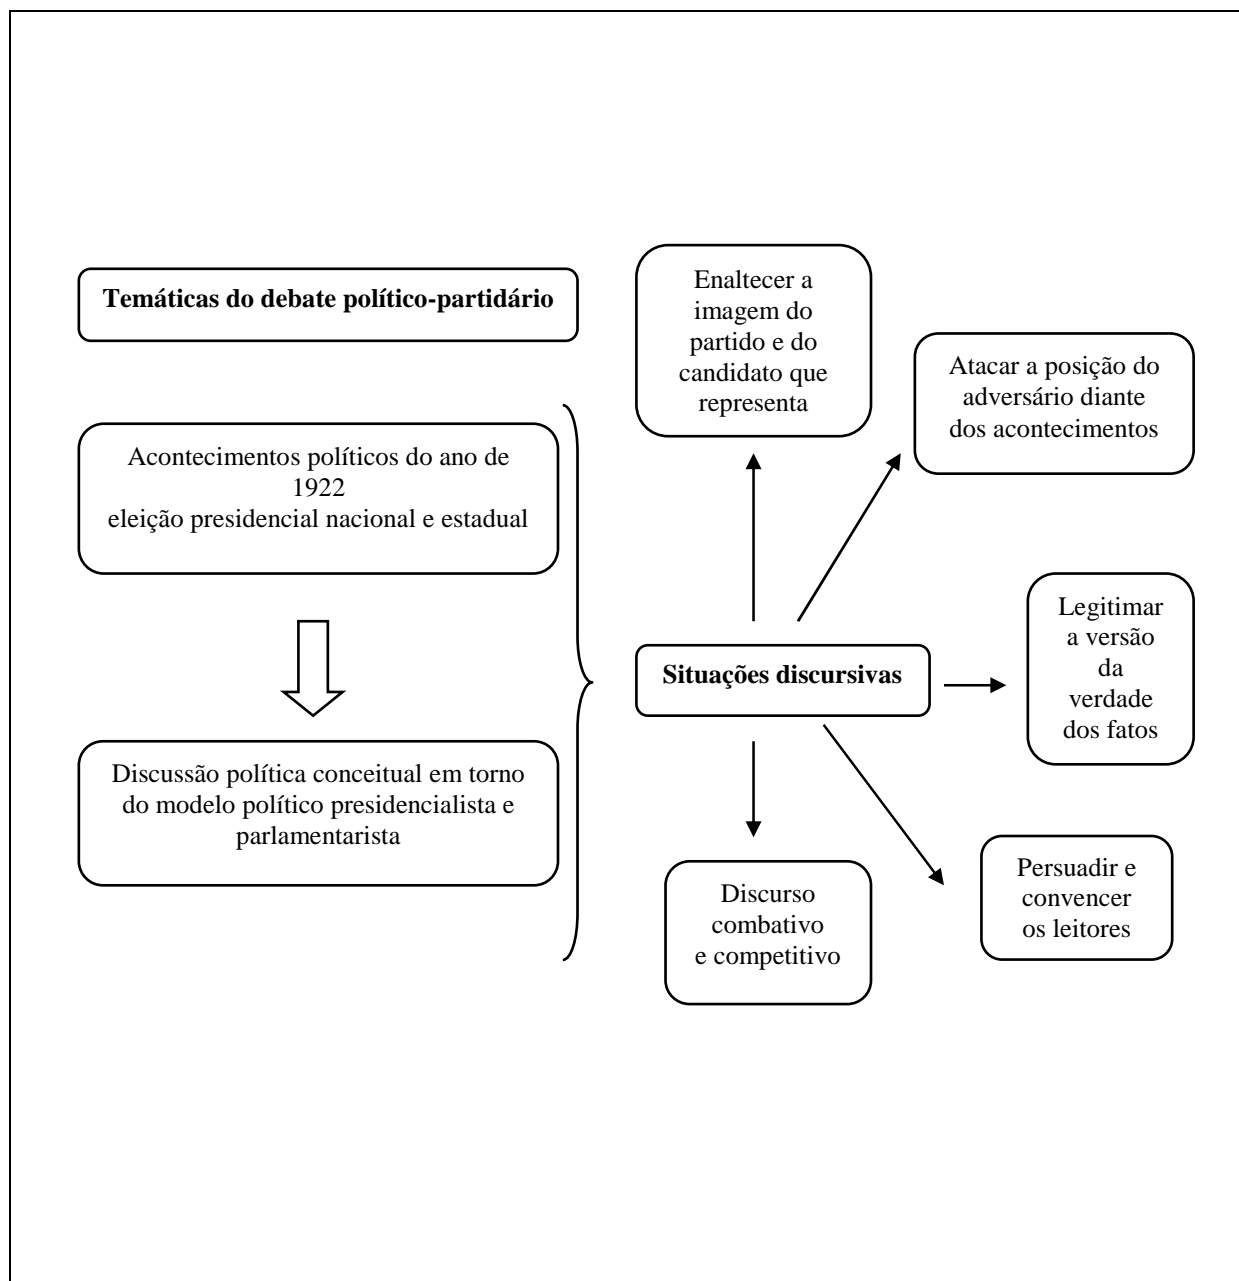 Temáticas do debate político-partidário
Acontecimentos políticos do ano de
1922
eleição presidencial nacional e estadual
Discussão política conceitual em torno
do modelo político presidencialista e
parlamentarista
Enaltecer a
imagem do
partido e do
candidato que
representa
Atacar a posição do
adversário diante
dos acontecimentos
Situações discursivas
Legitimar
a versão
da
verdade
dos fatos
Discurso
combativo
e competitivo
Persuadir e
convencer
os leitores